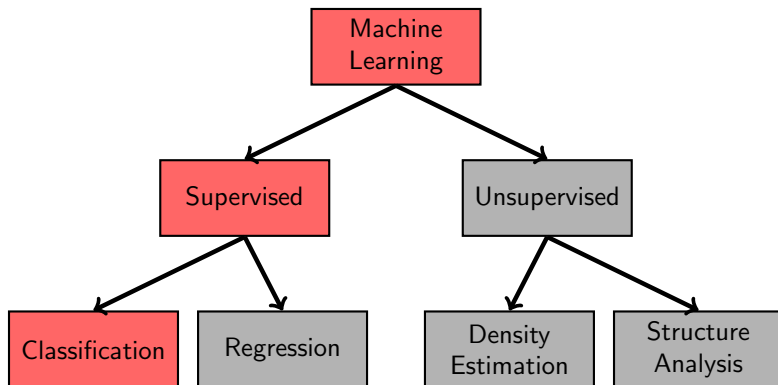 Machine
Learning
Supervised
Unsupervised
Classification
Regression
Density
Estimation
Structure
Analysis